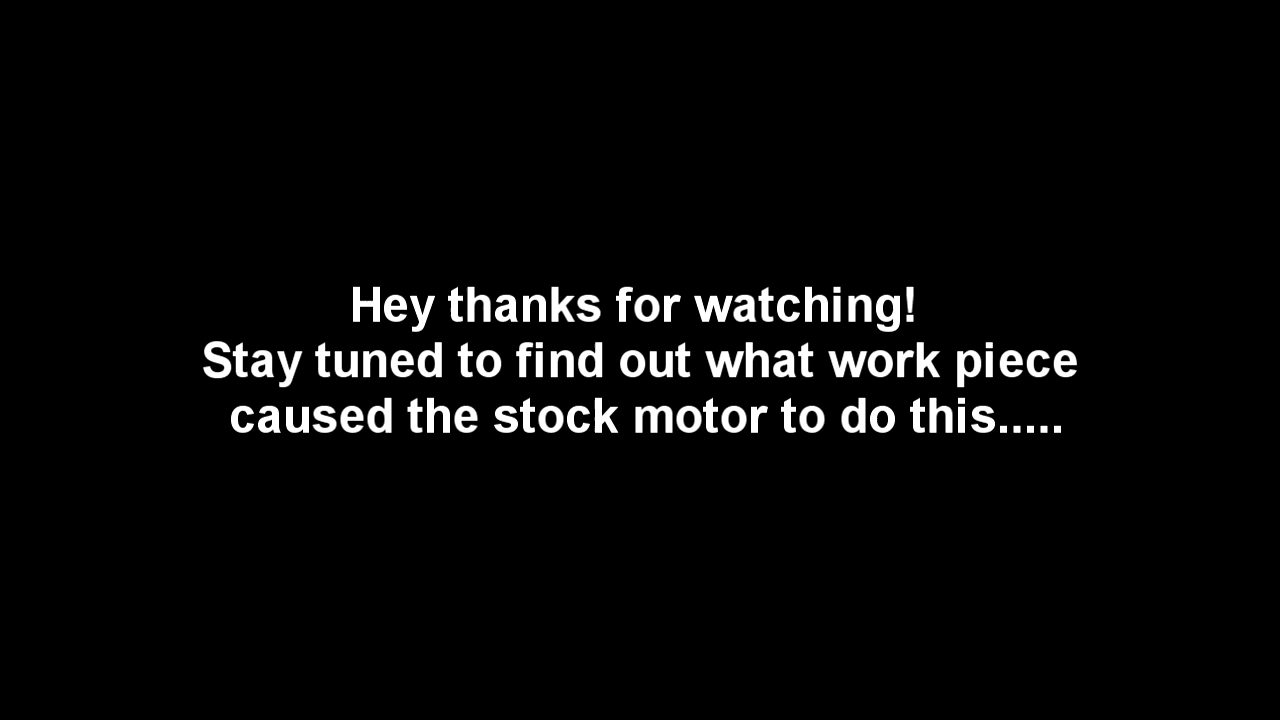 Hey thanks for watching!
Stay tuned to find out what work piece
caused the stock motor to do this.....